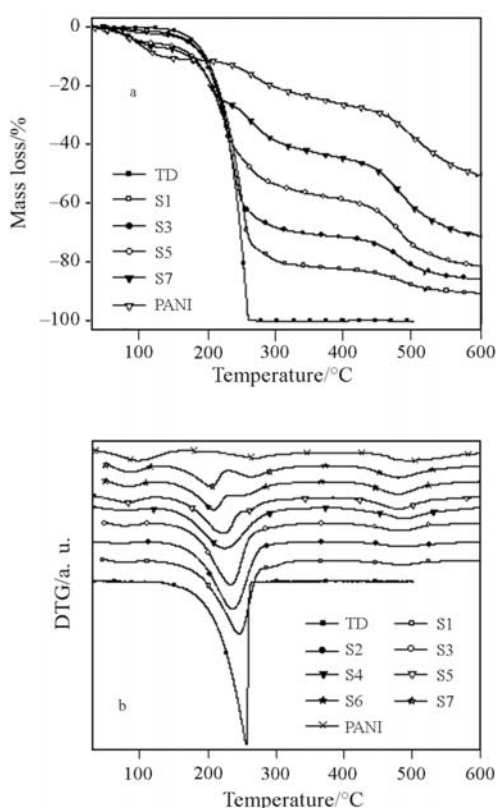 0
−20
−40
−60
−80
−100
Mass loss/%
a
TD
S1
S3
S5
S7
PANI
100 200 300 400 500 600
Temperature/°C
DTG/a. u.
TD S1
S2 S3
S4 S5
S6 S7
PANI
b
100 200 300 400 500 600
Temperature/°C